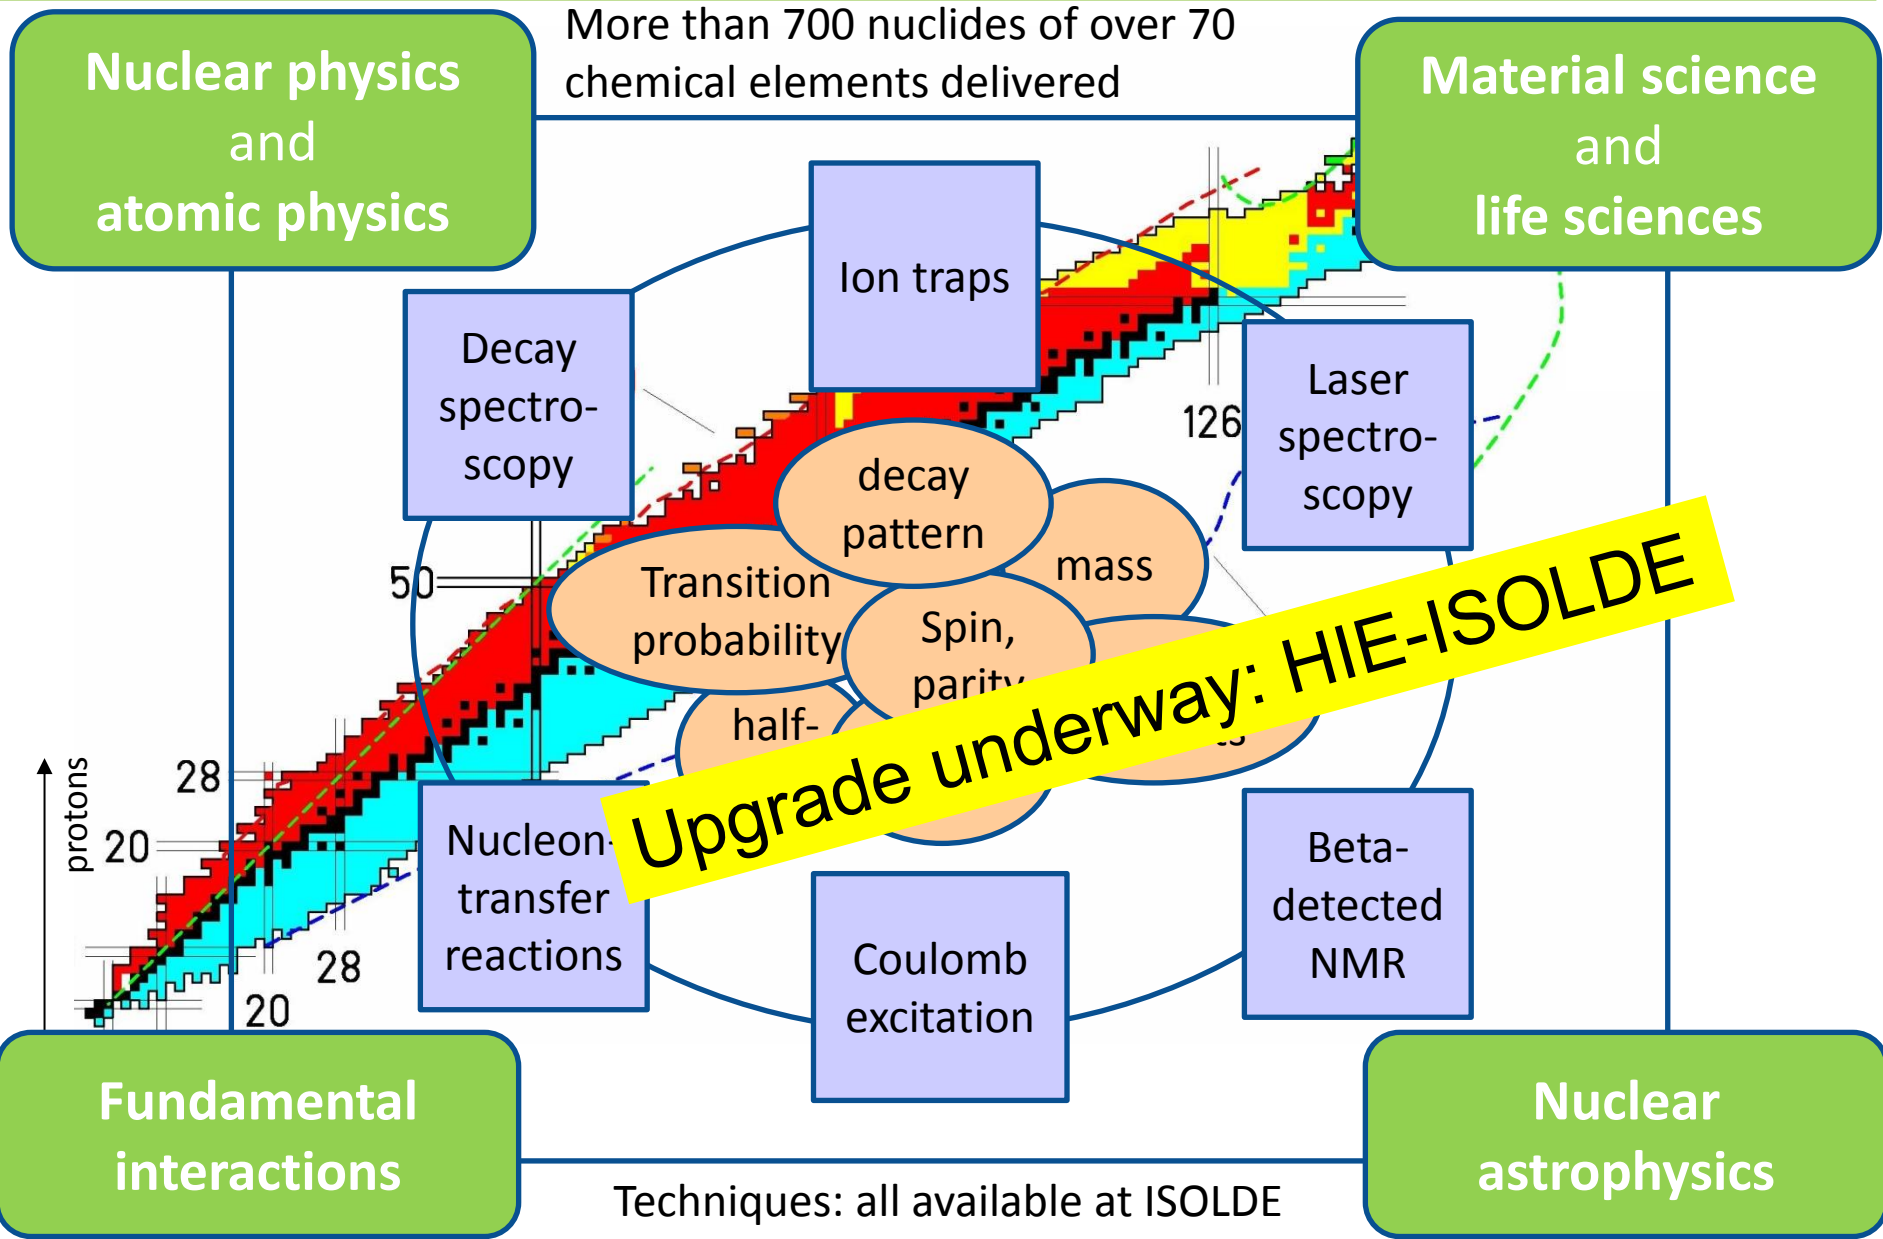 More than 700 nuclides of over 70
chemical elements delivered
Nuclear physics
and
atomic physics
Material science
and
life sciences
Ion traps
Decay
spectro-
scopy
Laser
spectro-
scopy
126
decay
pattern
mass
50
Transition
probability
Spin,
parity
half-
Upgrade underway: HIE-ISOLDE
protons
28
20
Nucleon-
transfer
reactions
Beta-
detected
NMR
Coulomb
excitation
28
20
Fundamental
interactions
Nuclear
astrophysics
Techniques: all available at ISOLDE